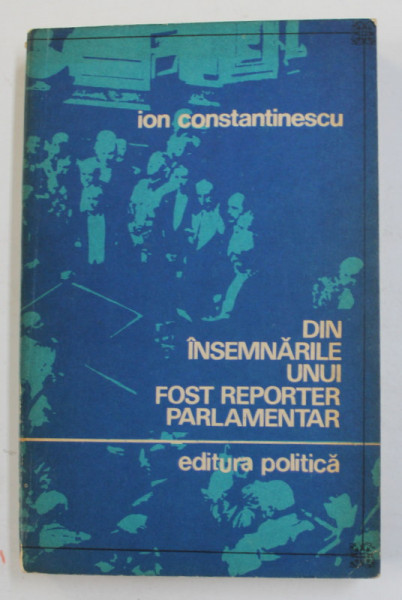 ion constantinescu
DIN
ÎNSEMNĂRILE
UNUI
FOST REPORTER
PARLAMENTAR
editura politică